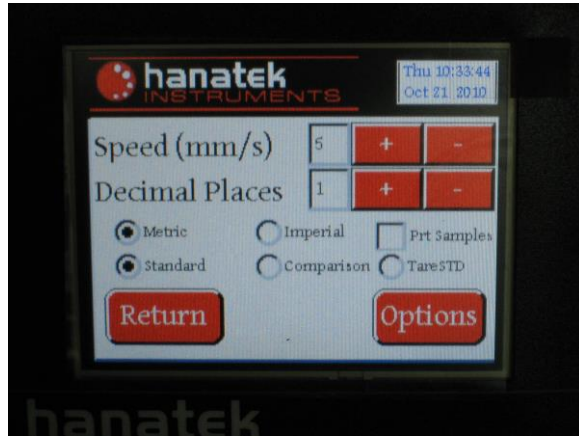 hanatek
INSTRUMENTS
Thu 10:33:44
Oct 21 2010
Speed (mm/s) 5 + -
Decimal Places 1 + -
Metric Imperial Prt Samples
Standard Comparison TareSTD
Return Options
hanatek